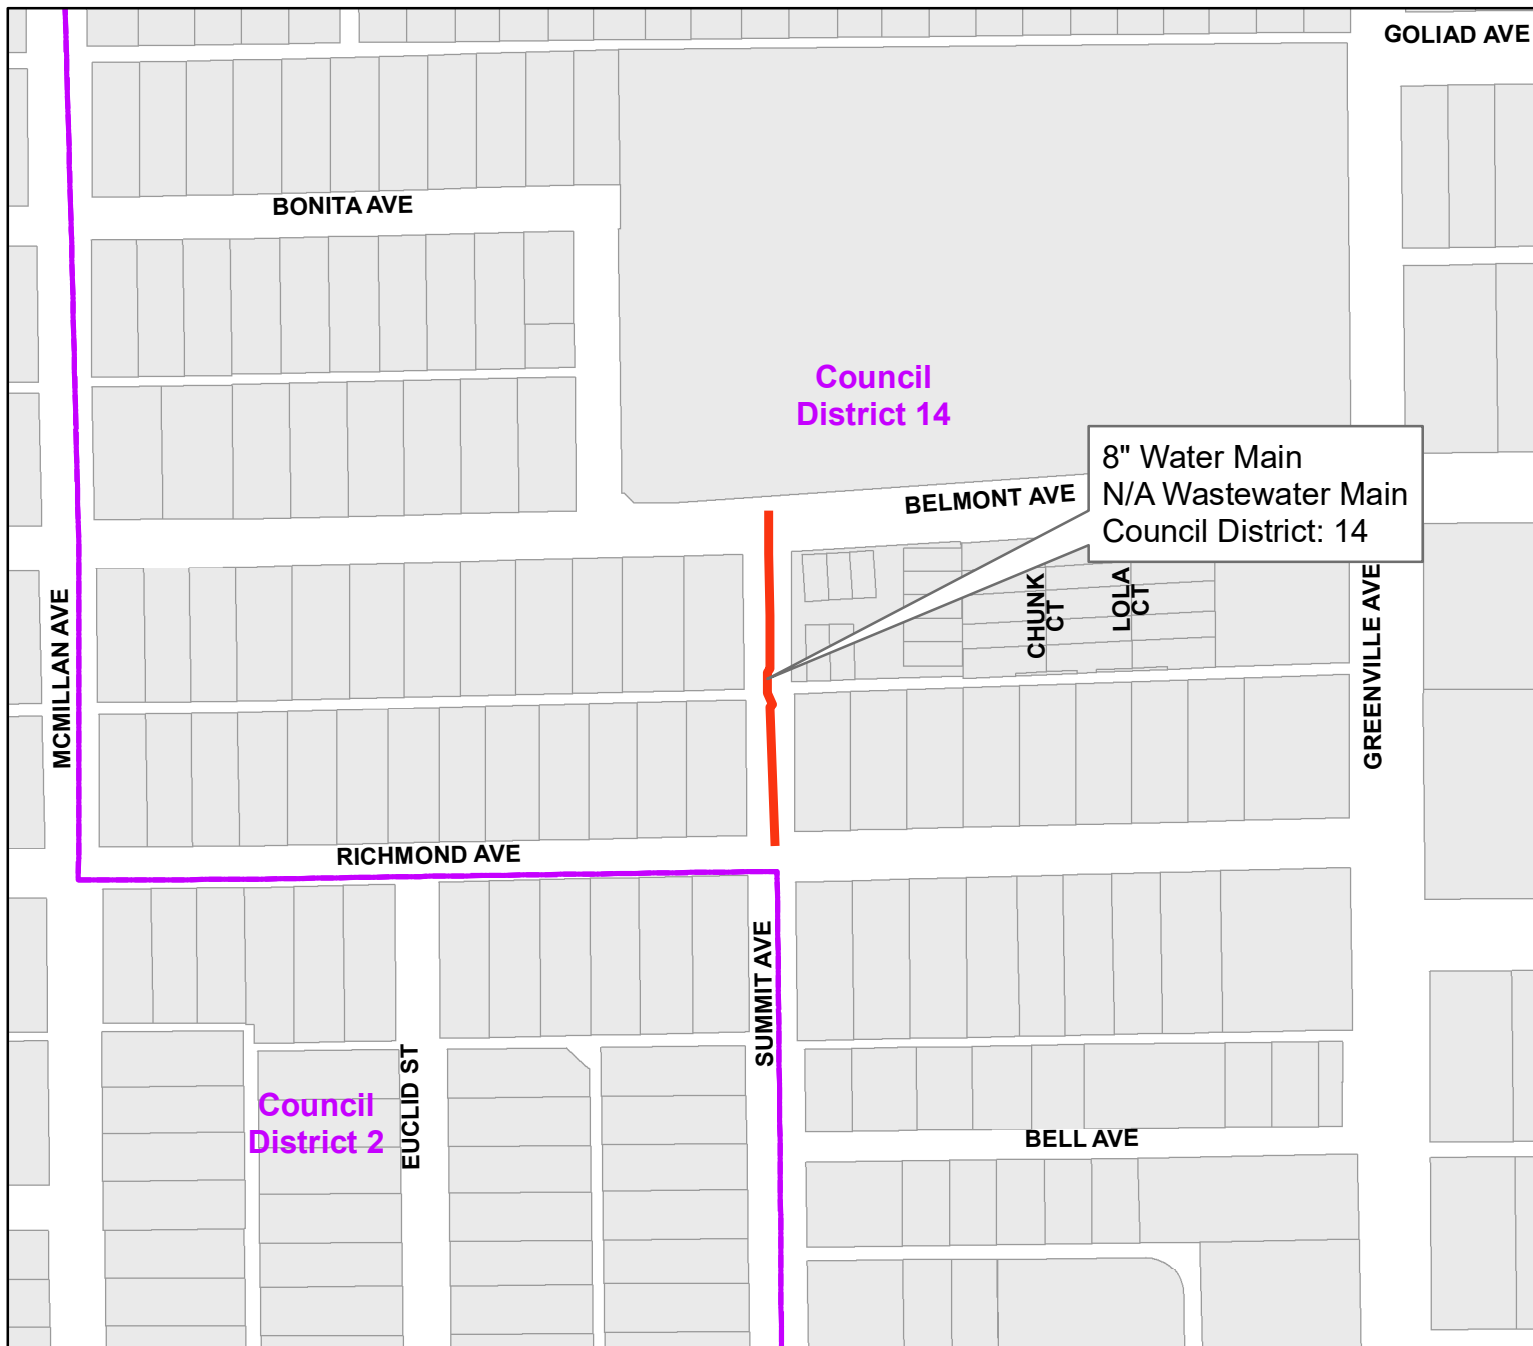 GOLIAD AVE
BONITA AVE
Council
District 14
8" Water Main
N/A Wastewater Main
Council District: 14
BELMONT AVE
CHUNK
CT
LOLA
CT
MCMILLAN AVE
GREENVILLE AVE
RICHMOND AVE
SUMMIT AVE
EUCLID ST
Council
District 2
BELL AVE